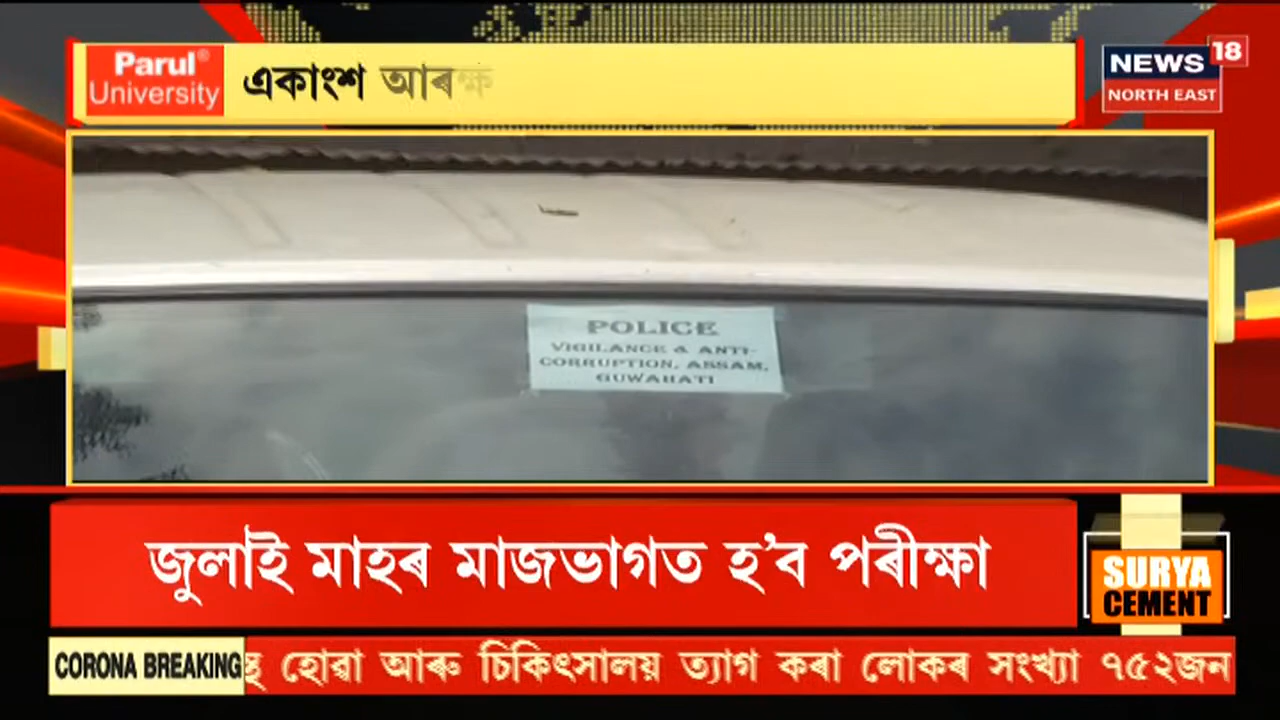 Parul®
University
একাংশ আৰক্ষ
NEWS 18
NORTH EAST
POLICE
VIGILANCE & ANTI-
CORRUPTION, ASSAM,
GUWAHATI
জুলাই মাহৰ মাজভাগত হ'ব পৰীক্ষা
SURYA
CEMENT
CORONA BREAKING
স্থ হোৱা আৰু চিকিৎসালয় ত্যাগ কৰা লোকৰ সংখ্যা ৭৫২জন